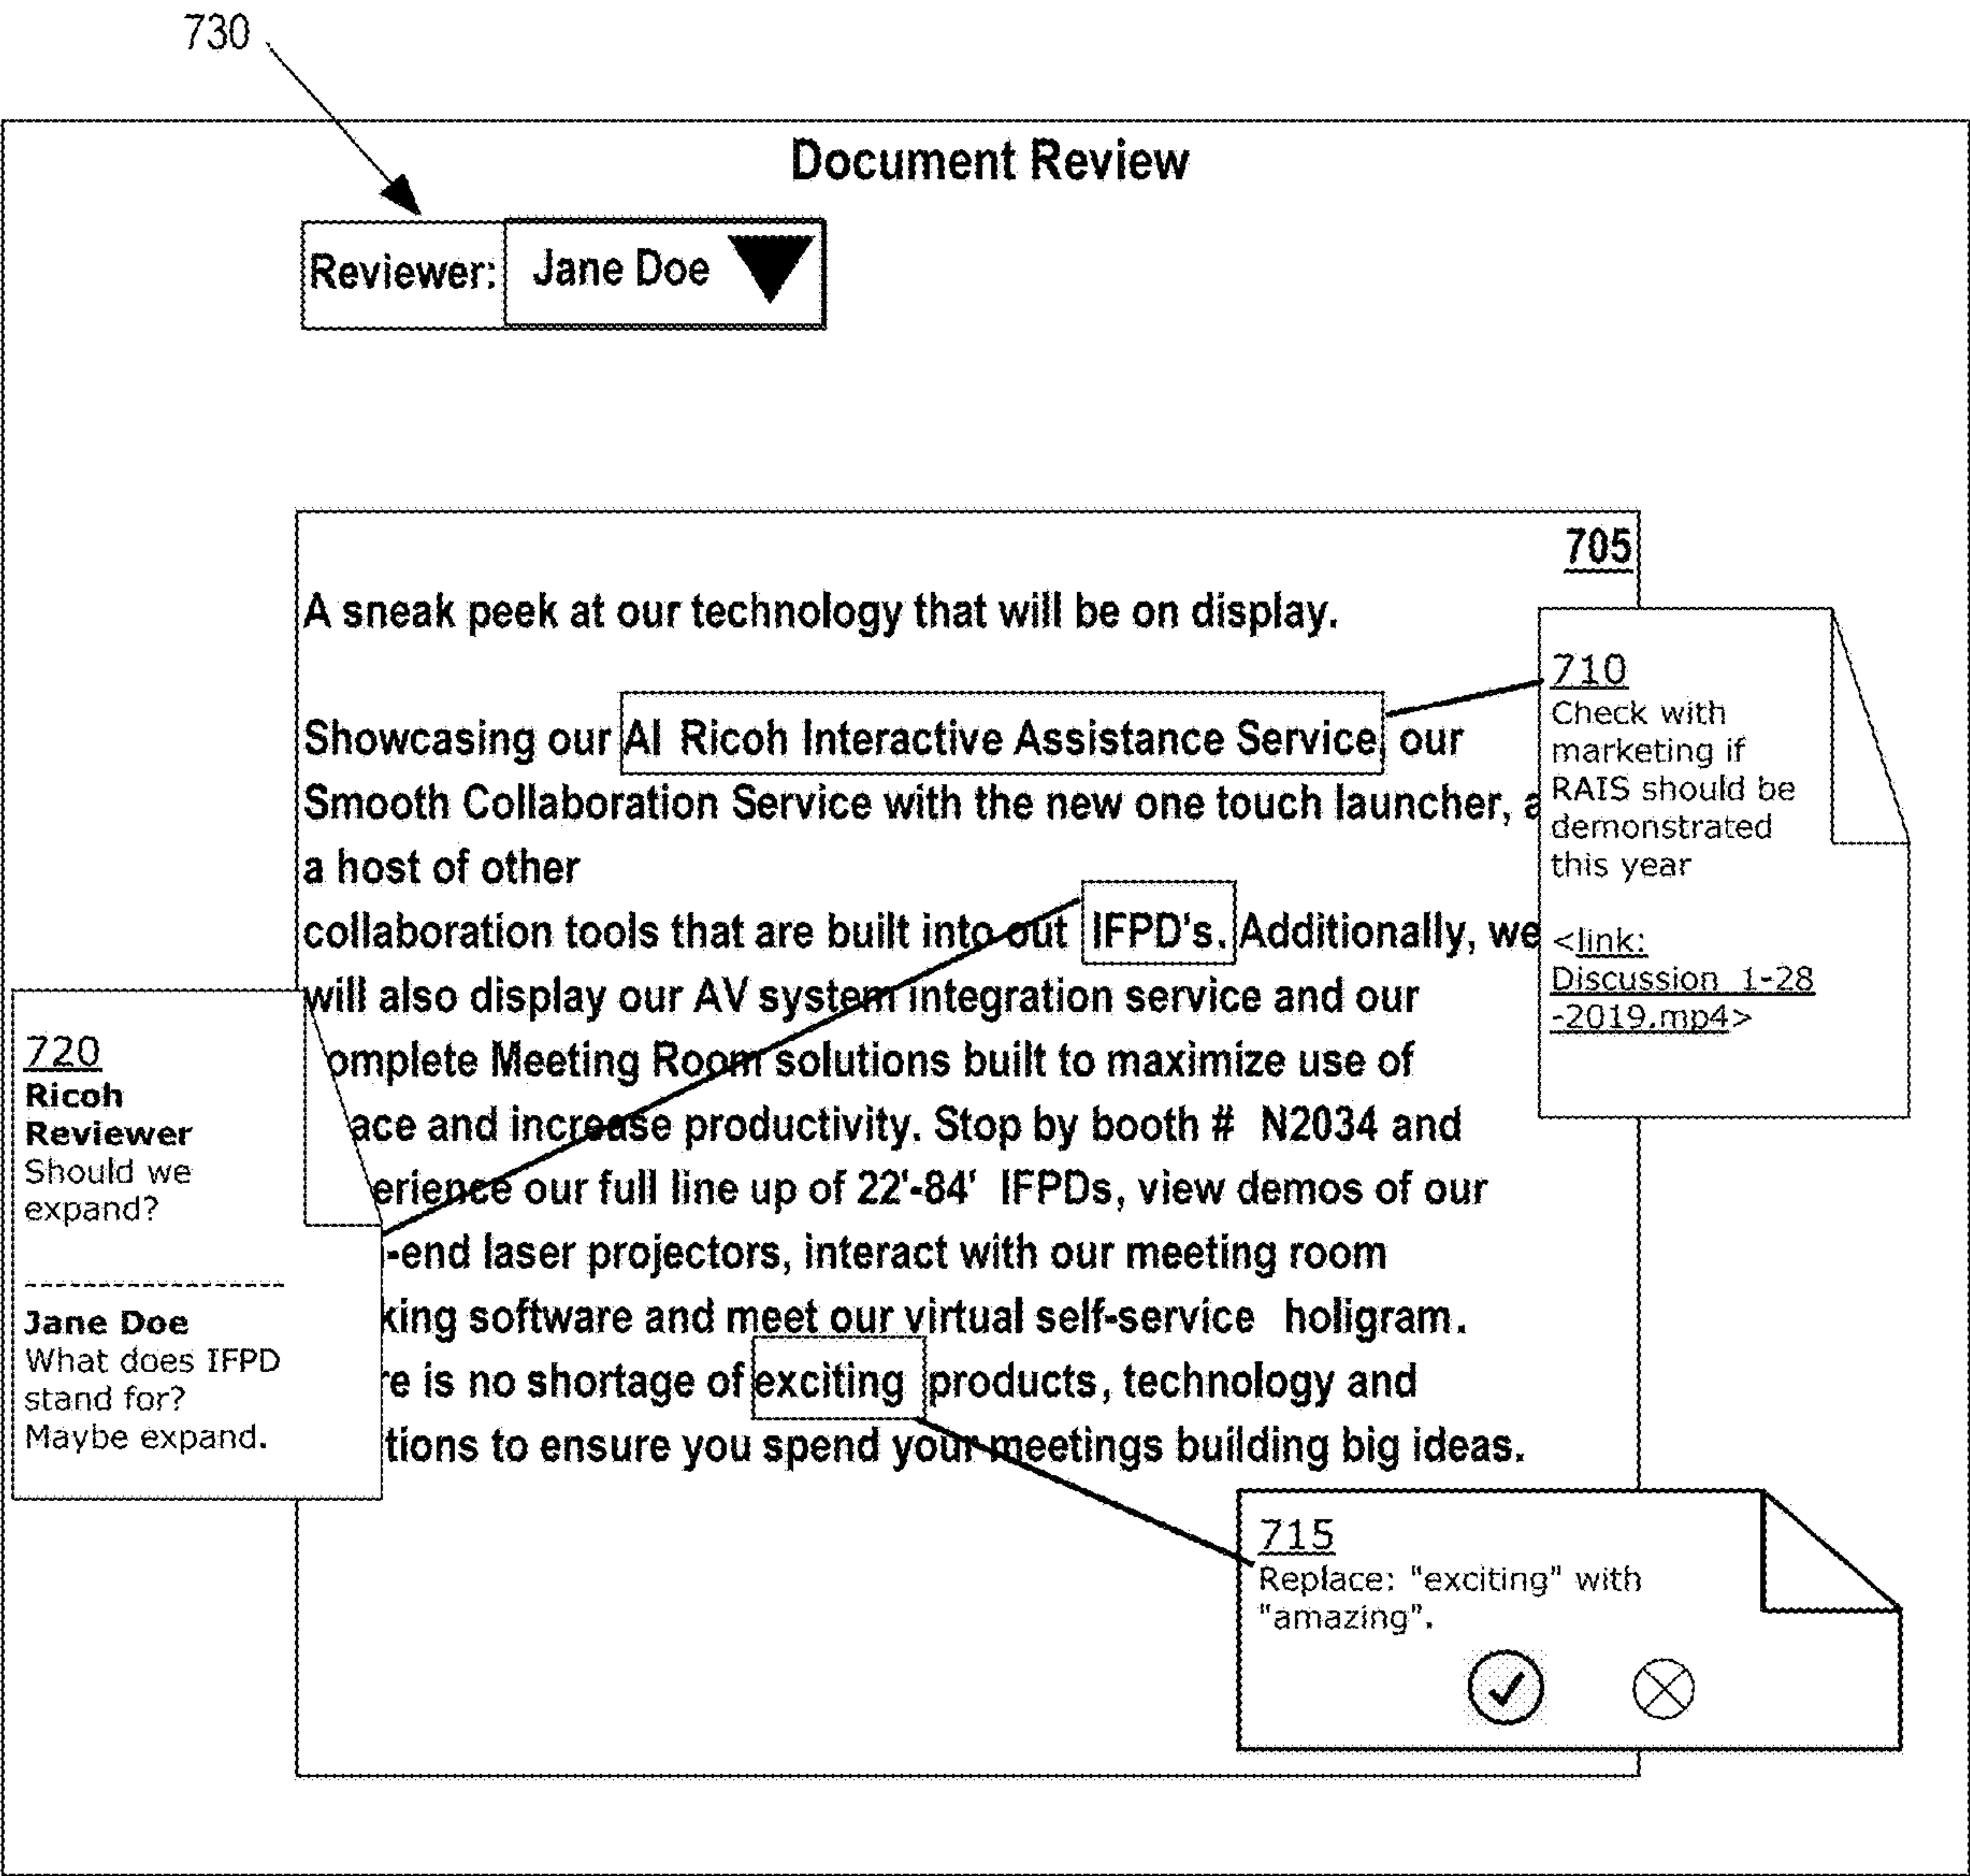 730
Document Review
Reviewer: Jane Doe
705
A sneak peek at our technology that will be on display.
Showcasing our AI Ricoh Interactive Assistance Service, our
Smooth Collaboration Service with the new one touch launcher, a
a host of other
collaboration tools that are built into out IFPD's. Additionally, we
will also display our AV system integration service and our
omplete Meeting Room solutions built to maximize use of
ace and increase productivity. Stop by booth # N2034 and
erience our full line up of 22'-84' IFPDs, view demos of our
-end laser projectors, interact with our meeting room
king software and meet our virtual self-service holigram.
re is no shortage of exciting products, technology and
tions to ensure you spend your meetings building big ideas.
710
Check with
marketing if
RAIS should be
demonstrated
this year
<link:
Discussion_1-28
-2019.mp4>
720
Ricoh
Reviewer
Should we
expand?
--------------------
Jane Doe
What does IFPD
stand for?
Maybe expand.
715
Replace: "exciting" with
"amazing".